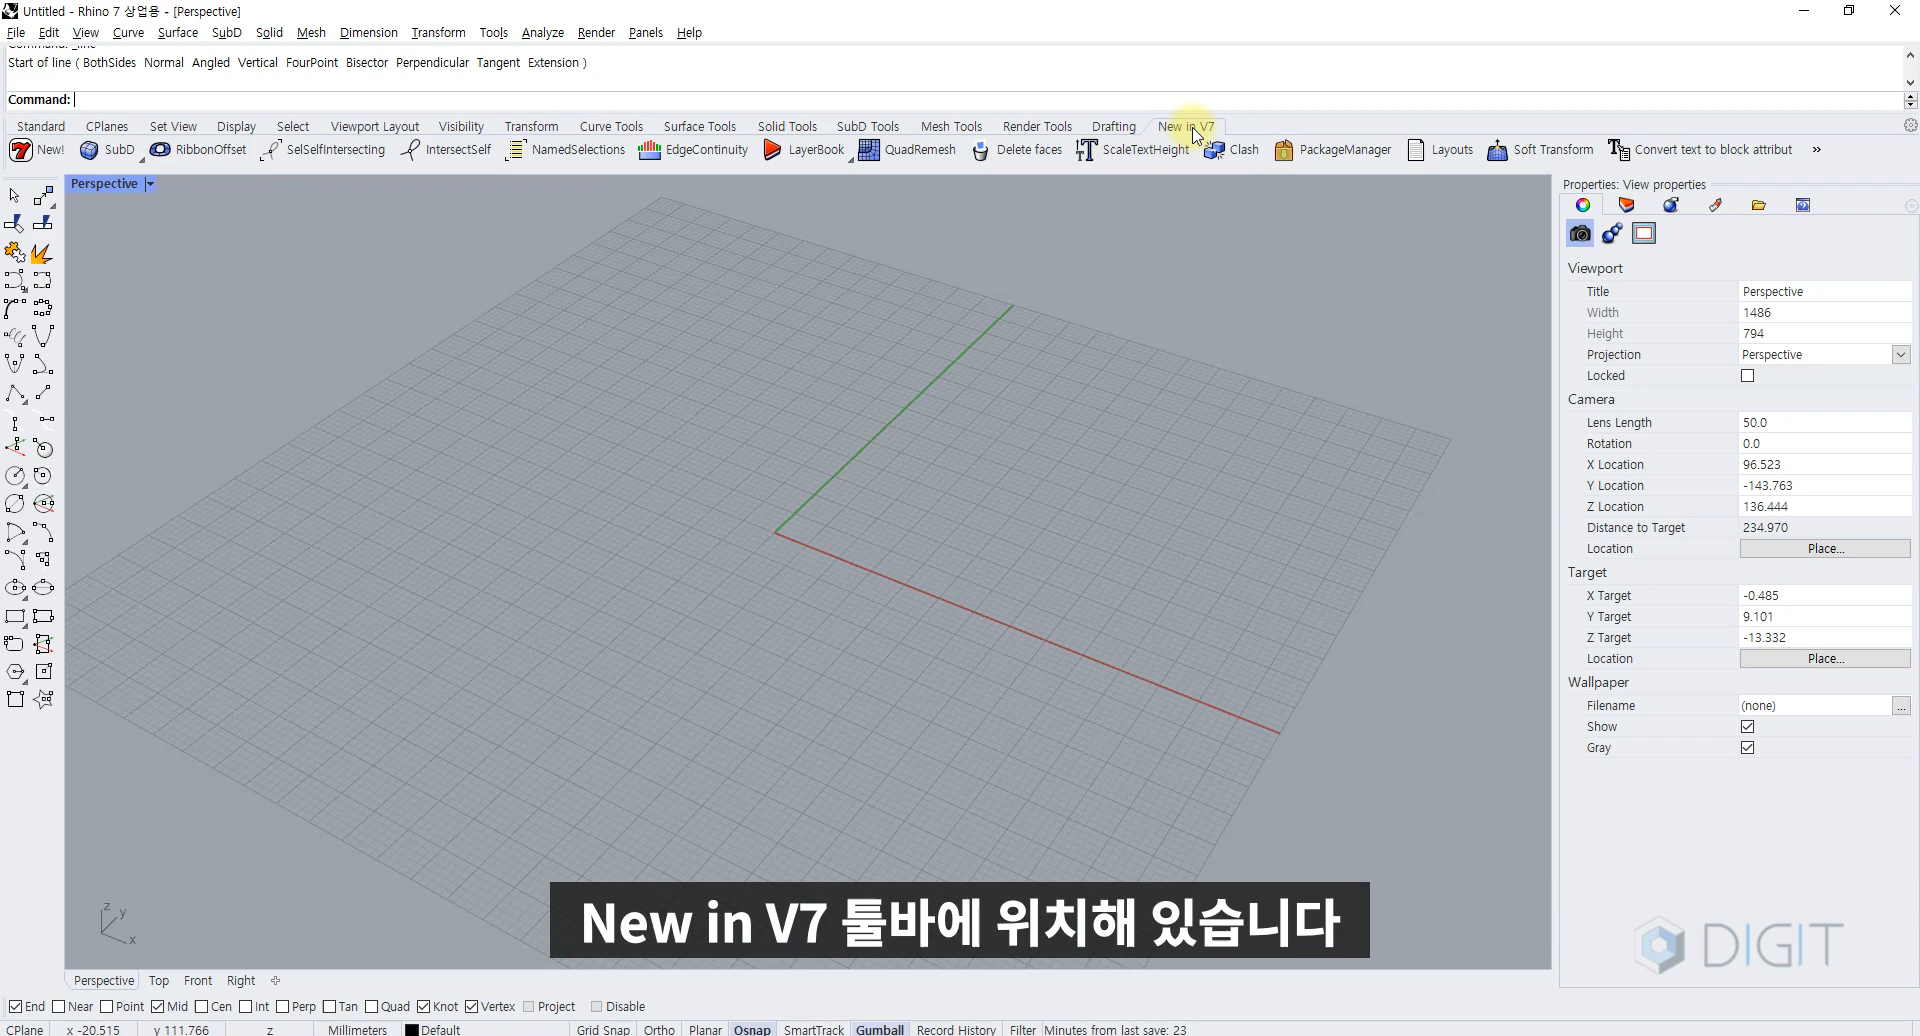 Untitled - Rhino 7 상업용 - [Perspective]
File Edit View Curve Surface SubD Solid Mesh Dimension Transform Tools Analyze Render Panels Help
Start of line ( BothSides Normal Angled Vertical FourPoint Bisector Perpendicular Tangent Extension )
Command:
Standard CPlanes Set View Display Select Viewport Layout Visibility Transform Curve Tools Surface Tools Solid Tools SubD Tools Mesh Tools Render Tools Drafting New in V7
New! SubD RibbonOffset SelSelfIntersecting IntersectSelf NamedSelections EdgeContinuity LayerBook QuadRemesh Delete faces ScaleTextHeight Clash PackageManager Layouts Soft Transform Convert text to block attribut »
Perspective
Properties: View properties
Viewport
Title Perspective
Width 1486
Height 794
Projection Perspective
Locked
Camera
Lens Length 50.0
Rotation 0.0
X Location 96.523
Y Location -143.763
Z Location 136.444
Distance to Target 234.970
Location Place...
Target
X Target -0.485
Y Target 9.101
Z Target -13.332
Location Place...
Wallpaper
Filename (none) ...
Show
Gray
z
y
x
New in V7 툴바에 위치해 있습니다
DIGIT
Perspective Top Front Right
End Near Point Mid Cen Int Perp Tan Quad Knot Vertex Project Disable
CPlane x -20.515 y 111.766 z Millimeters Default Grid Snap Ortho Planar Osnap SmartTrack Gumball Record History Filter Minutes from last save: 23